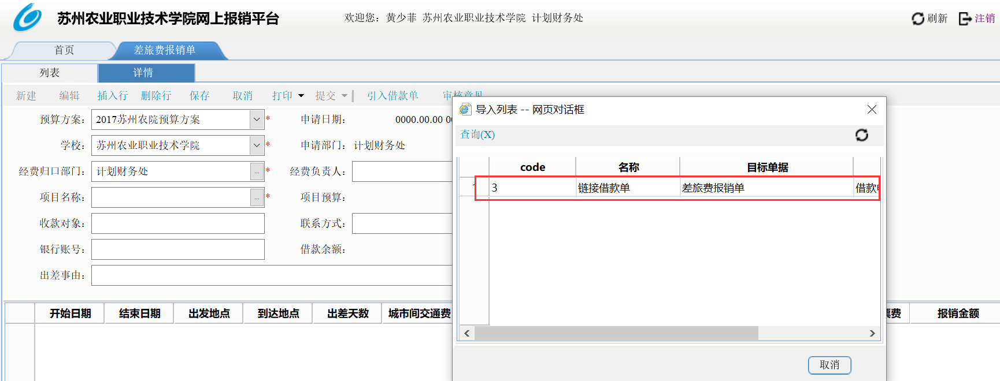 苏州农业职业技术学院网上报销平台 欢迎您：黄少菲 苏州农业职业技术学院 计划财务处 刷新 注销
首页 差旅费报销单
列表 详情
新建 编辑 插入行 删除行 保存 取消 打印 提交 引入借款单 审核意见
预算方案： 2017苏州农院预算方案 * 申请日期： 0000.00.00
学校： 苏州农业职业技术学院 * 申请部门： 计划财务处
经费归口部门： 计划财务处 ... * 经费负责人：
项目名称： ... * 项目预算：
收款对象： 联系方式：
银行账号： 借款余额：
出差事由：
开始日期 结束日期 出发地点 到达地点 出差天数 城市间交通费 票费 报销金额
导入列表 -- 网页对话框
查询(X)
code 名称 目标单据
3 链接借款单 差旅费报销单 借款
取消